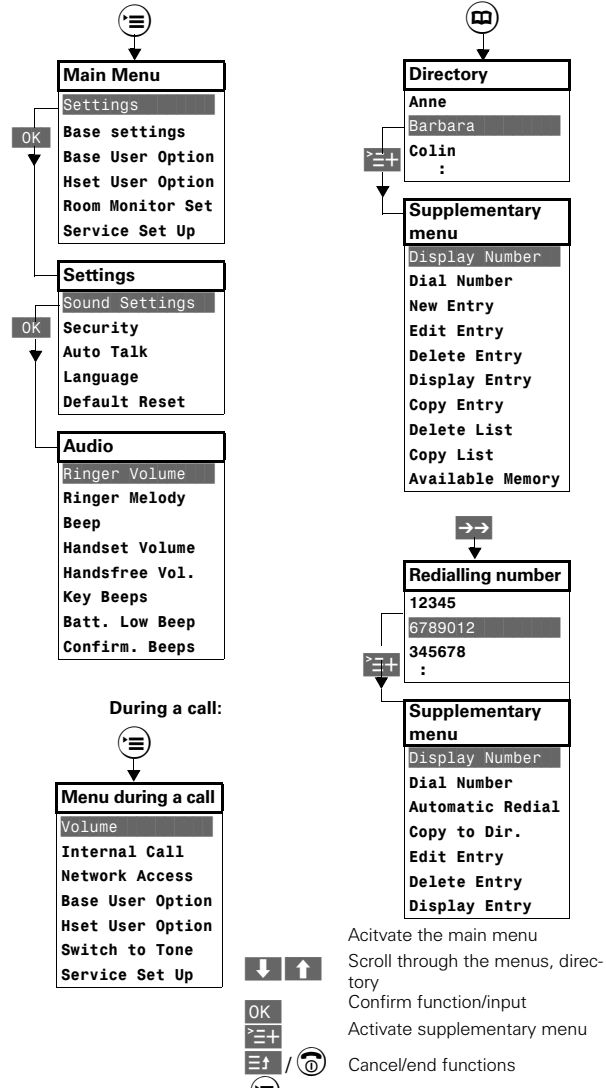 Main Menu
Settings
Base settings
Base User Option
Hset User Option
Room Monitor Set
Service Set Up
OK
Settings
Sound Settings
Security
Auto Talk
Language
Default Reset
OK
Audio
Ringer Volume
Ringer Melody
Beep
Handset Volume
Handsfree Vol.
Key Beeps
Batt. Low Beep
Confirm. Beeps
During a call:
Menu during a call
Volume
Internal Call
Network Access
Base User Option
Hset User Option
Switch to Tone
Service Set Up
Directory
Anne
Barbara
Colin
:
Supplementary
menu
Display Number
Dial Number
New Entry
Edit Entry
Delete Entry
Display Entry
Copy Entry
Delete List
Copy List
Available Memory
Redialling number
12345
6789012
345678
:
Supplementary
menu
Display Number
Dial Number
Automatic Redial
Copy to Dir.
Edit Entry
Delete Entry
Display Entry
Acitvate the main menu
Scroll through the menus, direc-
tory
OK Confirm function/input
Activate supplementary menu
/ Cancel/end functions